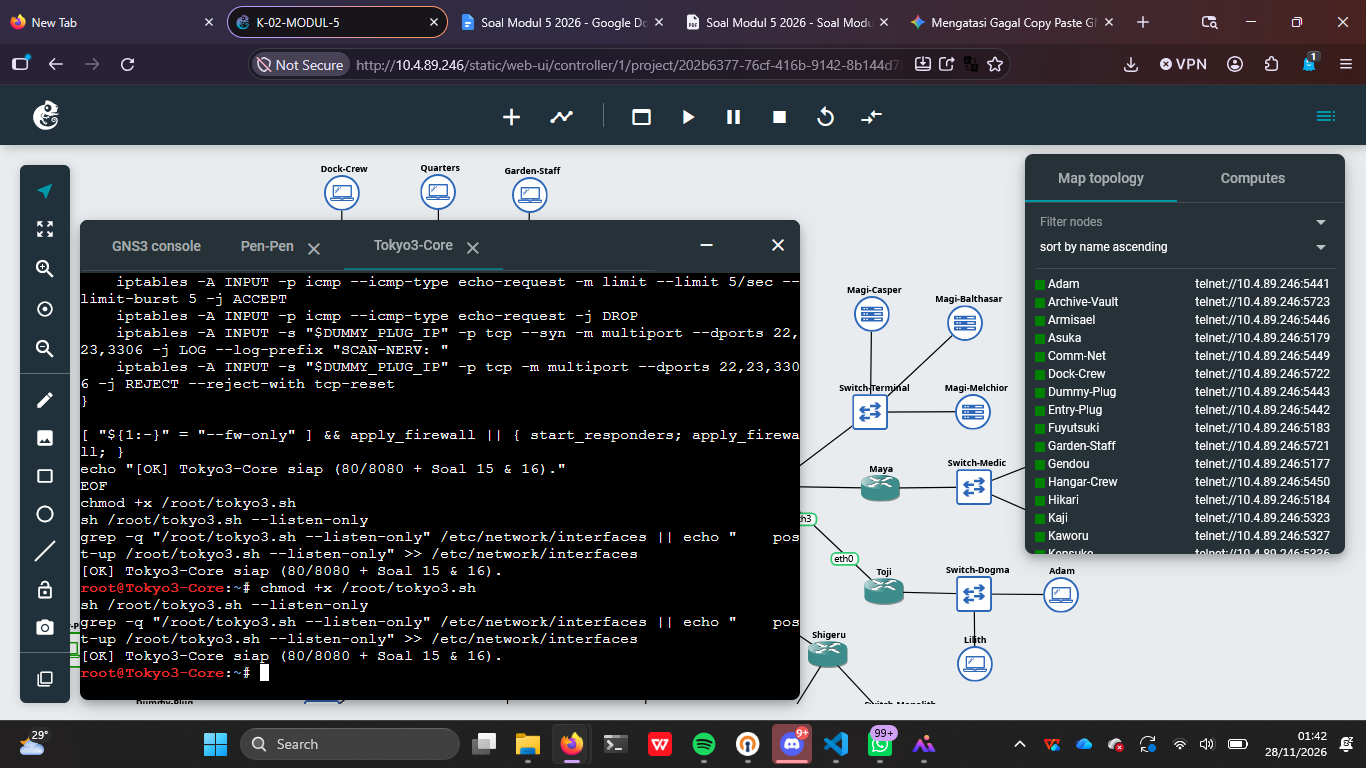 New Tab
K-02-MODUL-5
Soal Modul 5 2026 - Google Do
Soal Modul 5 2026 - Soal Modu
Mengatasi Gagal Copy Paste GN
Not Secure
http://10.4.89.246/static/web-ui/controller/1/project/202b6377-76cf-416b-9142-8b144d7
VPN
1
Dock-Crew
Quarters
Garden-Staff
Map topology
Computes
Filter nodes
sort by name ascending
Adam telnet://10.4.89.246:5441
Archive-Vault telnet://10.4.89.246:5723
Armisael telnet://10.4.89.246:5446
Asuka telnet://10.4.89.246:5179
Comm-Net telnet://10.4.89.246:5449
Dock-Crew telnet://10.4.89.246:5722
Dummy-Plug telnet://10.4.89.246:5443
Entry-Plug telnet://10.4.89.246:5442
Fuyutsuki telnet://10.4.89.246:5183
Garden-Staff telnet://10.4.89.246:5721
Gendou telnet://10.4.89.246:5177
Hangar-Crew telnet://10.4.89.246:5450
Hikari telnet://10.4.89.246:5184
Kaji telnet://10.4.89.246:5323
Kaworu telnet://10.4.89.246:5327
Kensuke telnet://10.4.89.246:5336
GNS3 console
Pen-Pen
Tokyo3-Core
iptables -A INPUT -p icmp --icmp-type echo-request -m limit --limit 5/sec --
limit-burst 5 -j ACCEPT
iptables -A INPUT -p icmp --icmp-type echo-request -j DROP
iptables -A INPUT -s "$DUMMY_PLUG_IP" -p tcp --syn -m multiport --dports 22,
23,3306 -j LOG --log-prefix "SCAN-NERV: "
iptables -A INPUT -s "$DUMMY_PLUG_IP" -p tcp -m multiport --dports 22,23,330
6 -j REJECT --reject-with tcp-reset
}
[ "${1:-}" = "--fw-only" ] && apply_firewall || { start_responders; apply_firewa
ll; }
echo "[OK] Tokyo3-Core siap (80/8080 + Soal 15 & 16)."
EOF
chmod +x /root/tokyo3.sh
sh /root/tokyo3.sh --listen-only
grep -q "/root/tokyo3.sh --listen-only" /etc/network/interfaces || echo "    pos
t-up /root/tokyo3.sh --listen-only" >> /etc/network/interfaces
[OK] Tokyo3-Core siap (80/8080 + Soal 15 & 16).
root@Tokyo3-Core:~# chmod +x /root/tokyo3.sh
sh /root/tokyo3.sh --listen-only
grep -q "/root/tokyo3.sh --listen-only" /etc/network/interfaces || echo "    pos
t-up /root/tokyo3.sh --listen-only" >> /etc/network/interfaces
[OK] Tokyo3-Core siap (80/8080 + Soal 15 & 16).
root@Tokyo3-Core:~#
Magi-Casper
Magi-Balthasar
Switch-Terminal
Magi-Melchior
Maya
Switch-Medic
eth0
Toji
Switch-Dogma
Adam
Shigeru
Lilith
Dummy-Plug
Switch-Monolith
29°
Search
9+
99+
01:42
28/11/2026